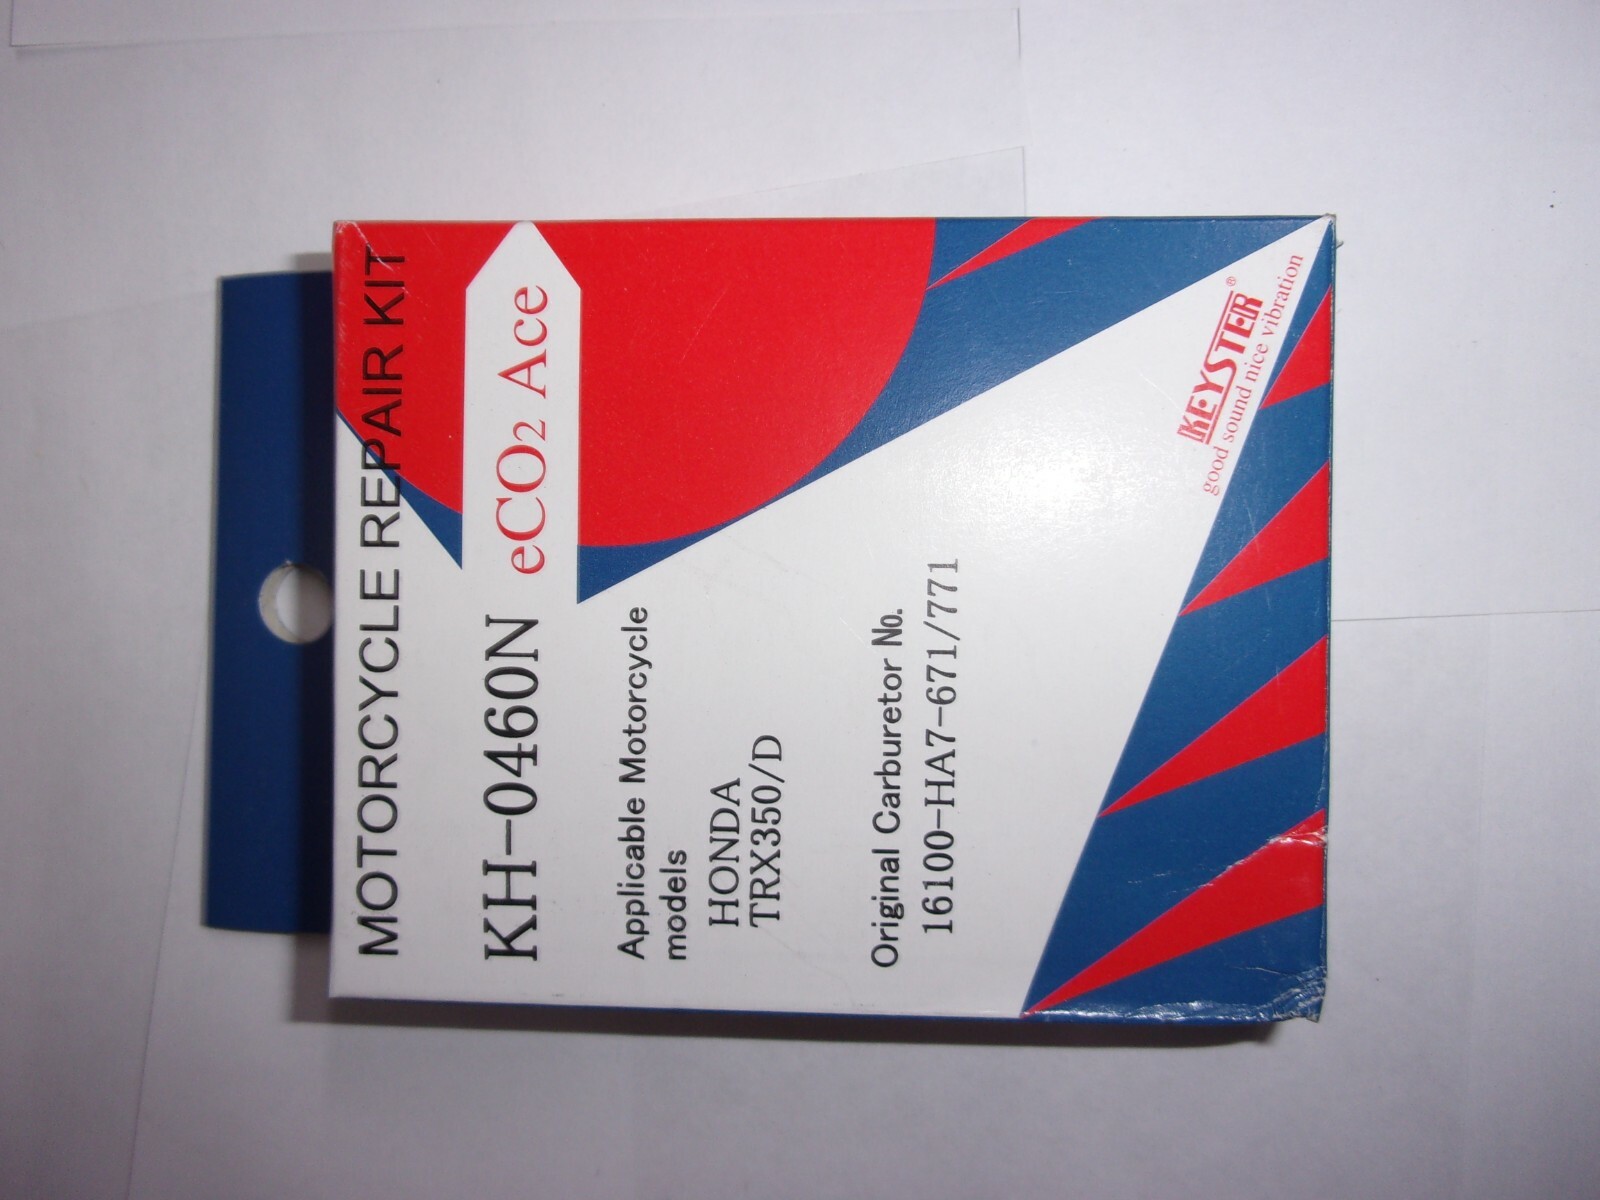 MOTORCYCLE REPAIR KIT
KH-0460N
eCO2 Ace
Applicable Motorcycle
models
HONDA
TRX350/D
Original Carburetor No.
16100-HA7-671/771
KEYSTER®
good sound nice vibration